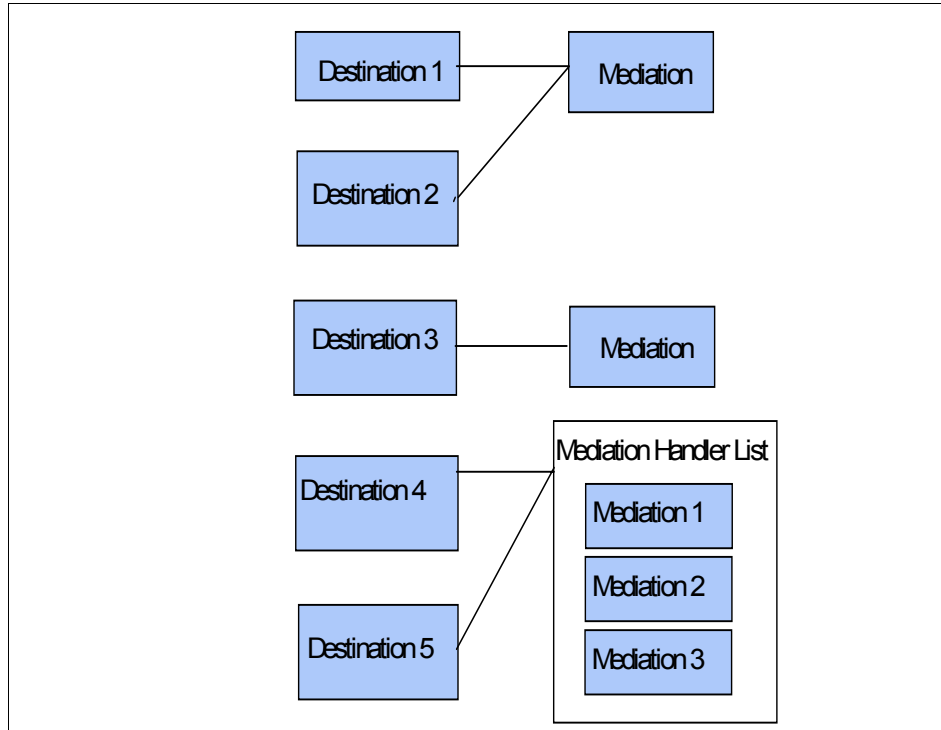 Destination 1
Mediation
Destination 2
Destination 3
Mediation
Mediation Handler List
Destination 4
Mediation 1
Mediation 2
Destination 5
Mediation 3